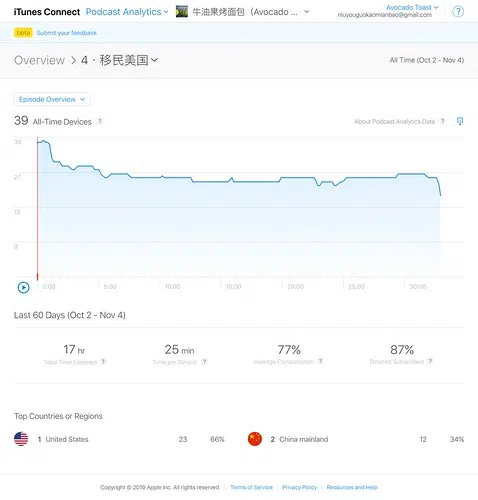 iTunes Connect Podcast Analytics 牛油果烤面包（Avocado ... Avocado Toast
niuyouguokaomianbao@gmail.com ?
beta Submit your feedback
Overview > 4 · 移民美国 All Time (Oct 2 - Nov 4)
Episode Overview
39 All-Time Devices ? About Podcast Analytics Data ?
36
27
18
9
0:00 5:00 10:00 15:00 20:00 25:00 30:00
Last 60 Days (Oct 2 - Nov 4)
17 hr 25 min 77% 87%
Total Time Listened ? Time per Device ? Average Consumption ? Devices Subscribed ?
Top Countries or Regions
1 United States 23 66% 2 China mainland 12 34%
Copyright © 2019 Apple Inc. All rights reserved. Terms of Service Privacy Policy Resources and Help